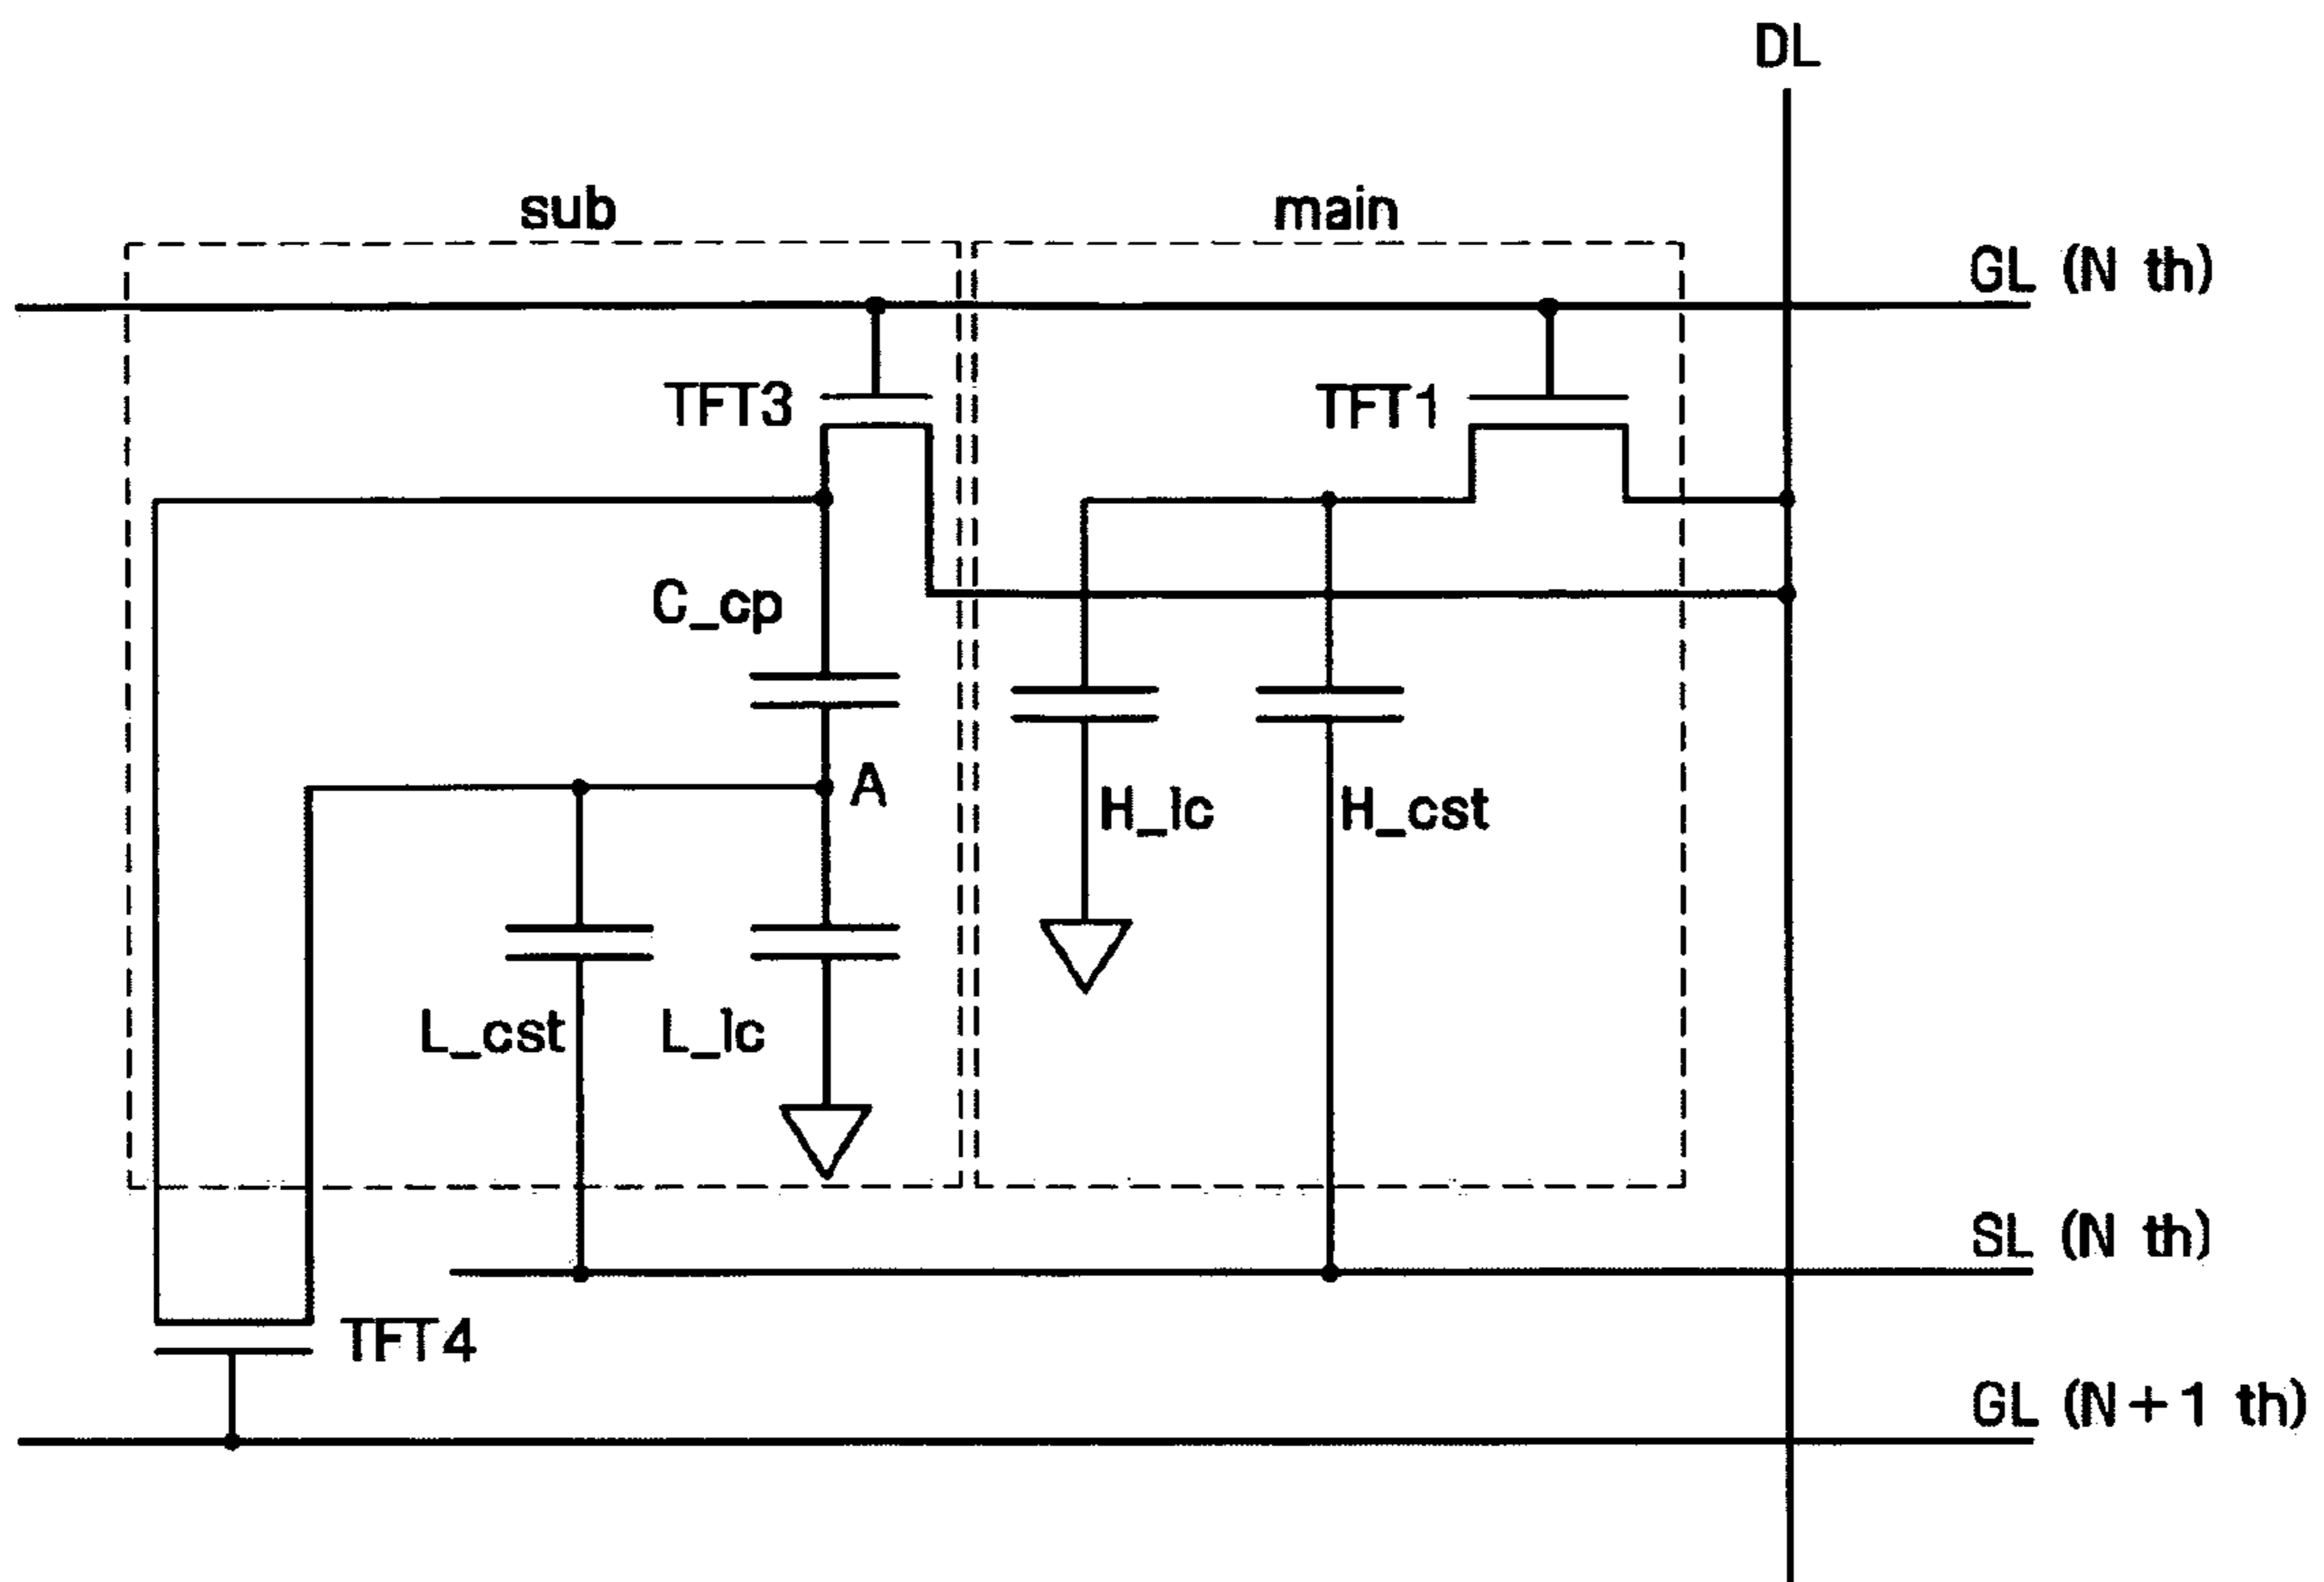 DL
sub
main
GL (N th)
TFT3
TFT1
C_cp
A
H_lc
H_cst
L_cst
L_lc
SL (N th)
TFT4
GL (N+1 th)